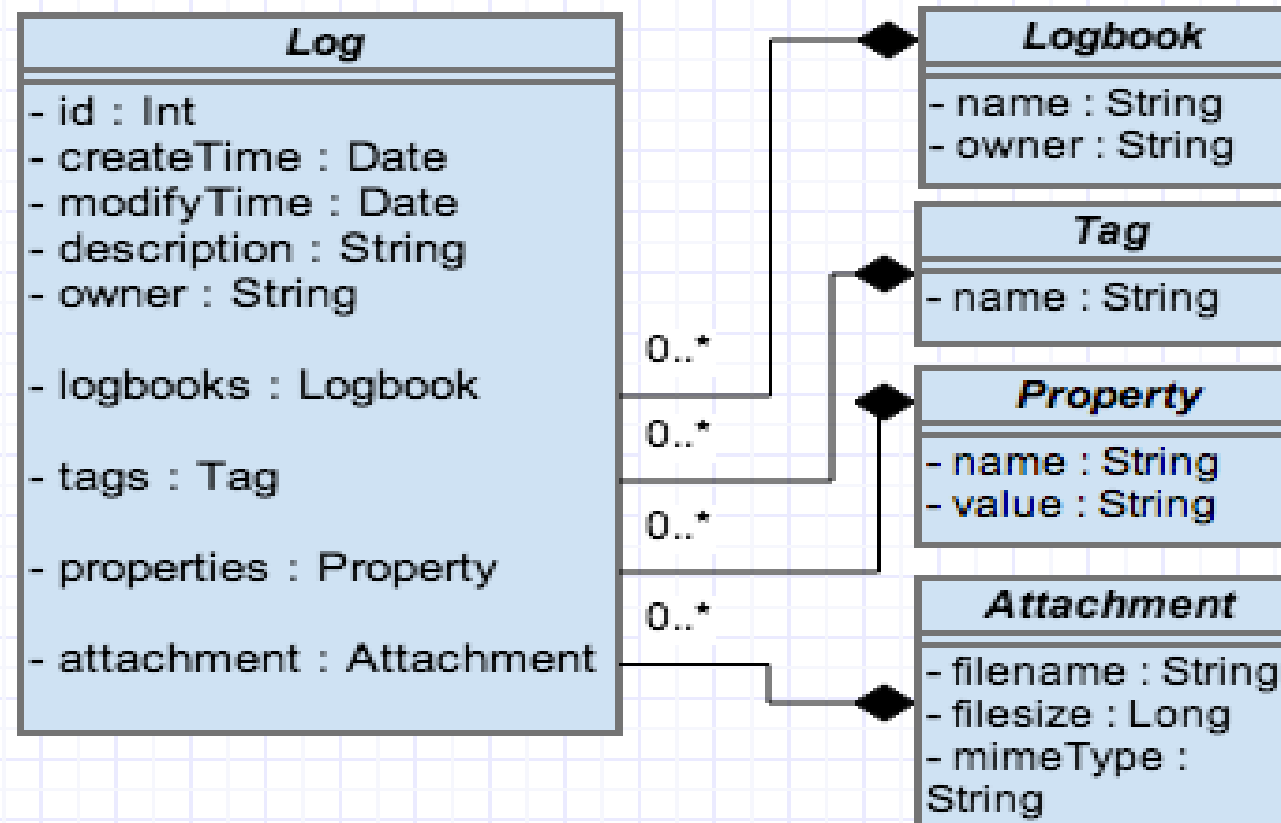 Log
- id : Int
- createTime : Date
- modifyTime : Date
- description : String
- owner : String
- logbooks : Logbook
- tags : Tag
- properties : Property
- attachment : Attachment
0..*
0..*
0..*
0..*
Logbook
- name : String
- owner : String
Tag
- name : String
Property
- name : String
- value : String
Attachment
- filename : String
- filesize : Long
- mimeType :
String